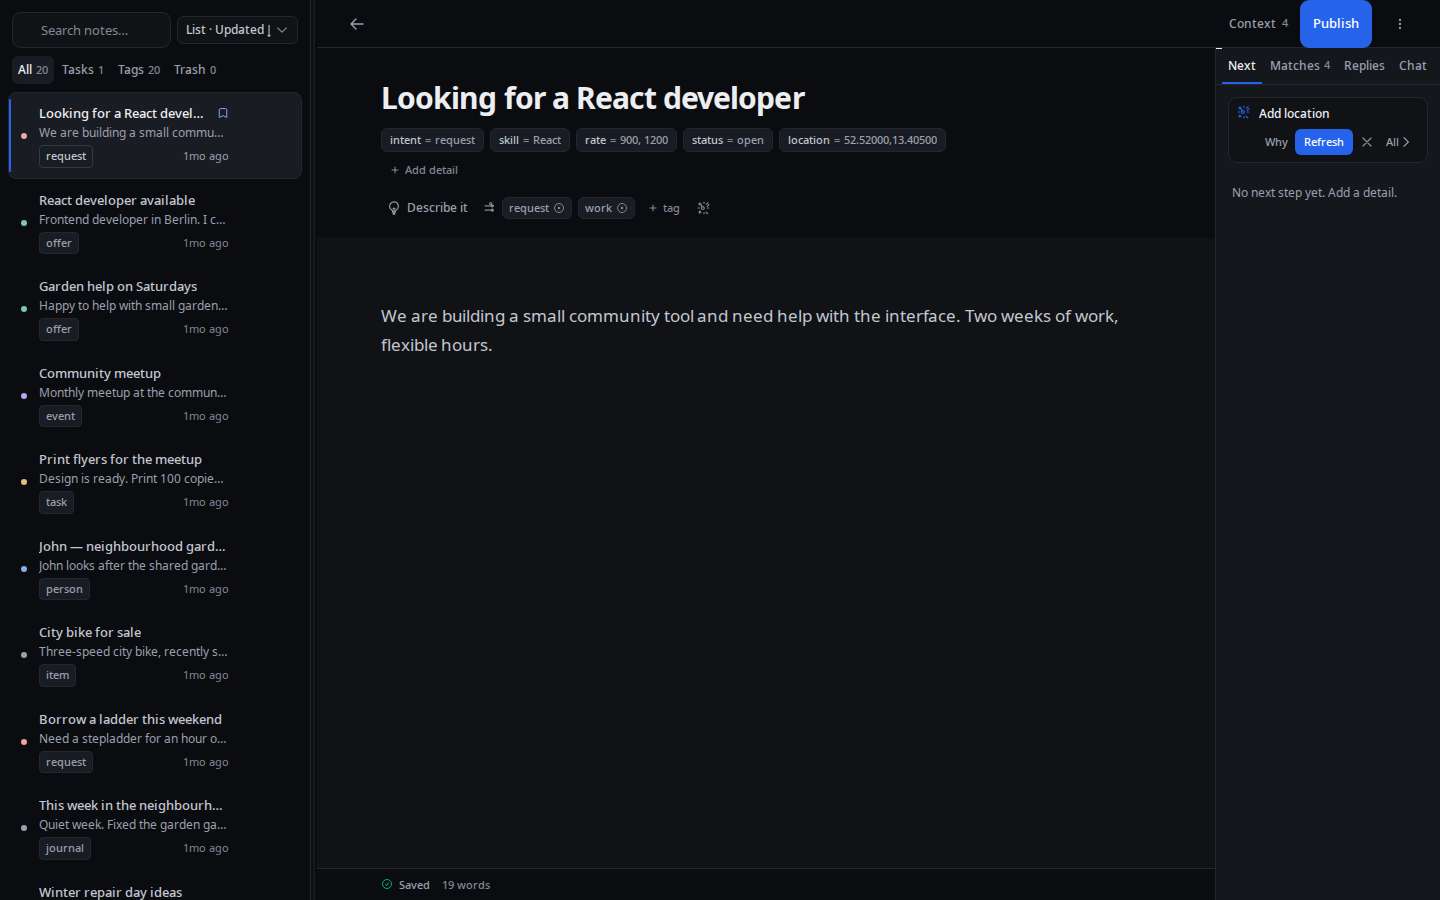 Search notes...
List · Updated ↓
All 20
Tasks 1
Tags 20
Trash 0
Looking for a React devel...
We are building a small commu...
request
1mo ago
React developer available
Frontend developer in Berlin. I c...
offer
1mo ago
Garden help on Saturdays
Happy to help with small garden...
offer
1mo ago
Community meetup
Monthly meetup at the commun...
event
1mo ago
Print flyers for the meetup
Design is ready. Print 100 copie...
task
1mo ago
John — neighbourhood gard...
John looks after the shared gard...
person
1mo ago
City bike for sale
Three-speed city bike, recently s...
item
1mo ago
Borrow a ladder this weekend
Need a stepladder for an hour o...
request
1mo ago
This week in the neighbourh...
Quiet week. Fixed the garden ga...
journal
1mo ago
Winter repair day ideas
Context 4
Publish
Looking for a React developer
intent = request
skill = React
rate = 900, 1200
status = open
location = 52.52000,13.40500
+ Add detail
Describe it
request
work
+ tag
We are building a small community tool and need help with the interface. Two weeks of work,
flexible hours.
Saved
19 words
Next
Matches 4
Replies
Chat
Add location
Why
Refresh
All
No next step yet. Add a detail.